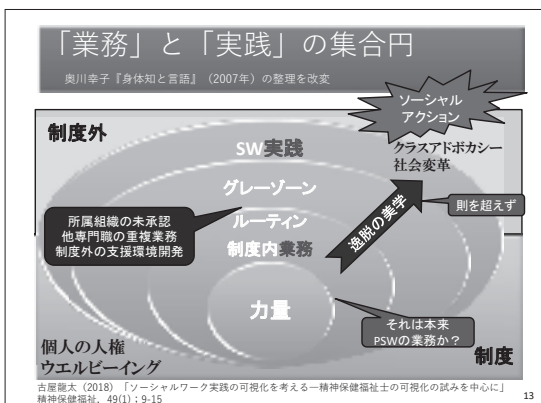 「業務」と「実践」の集合円
奥川幸子『身体知と言語』（2007年）の整理を改変
ソーシャル
アクション
制度外
SW実践
クラスアドボカシー
社会変革
グレーゾーン
則を超えず
所属組織の未承認
他専門職の重複業務
制度外の支援環境開発
ルーティン
制度内業務
逸脱の美学
力量
それは本来
PSWの業務か？
個人の人権
ウエルビーイング
制度
古屋龍太（2018）「ソーシャルワーク実践の可視化を考える－精神保健福祉士の可視化の試みを中心に」
精神保健福祉，49(1)；9-15
13